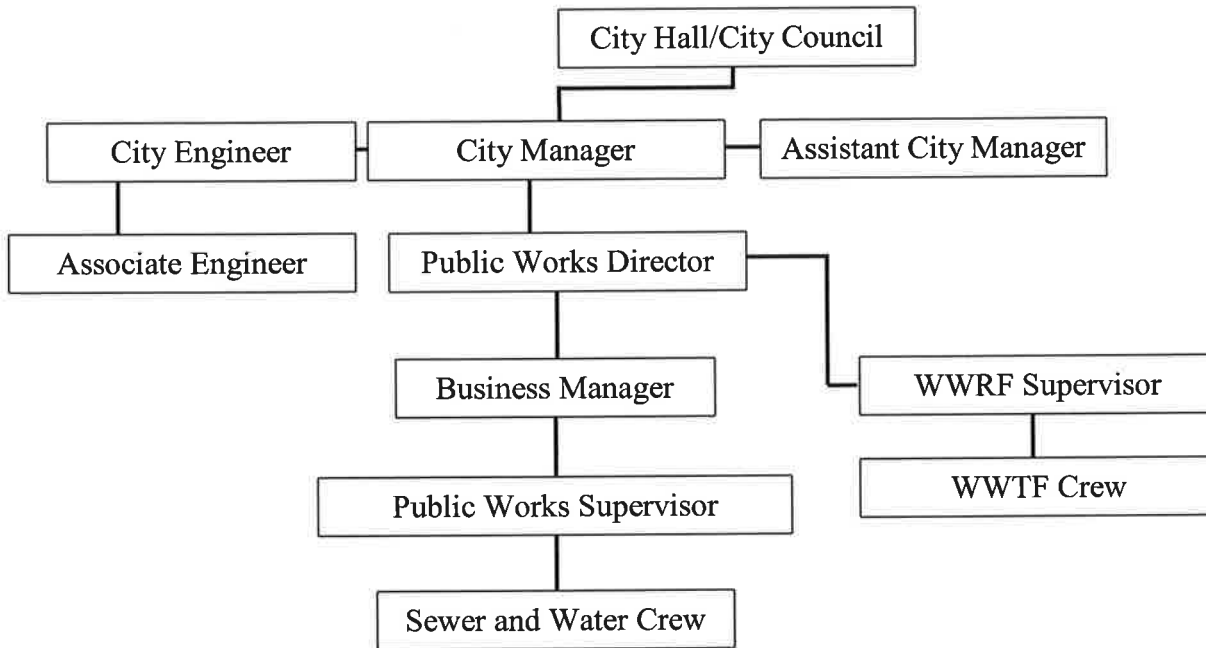 City Hall/City Council
City Engineer
City Manager
Assistant City Manager
Associate Engineer
Public Works Director
Business Manager
WWRF Supervisor
Public Works Supervisor
WWTF Crew
Sewer and Water Crew